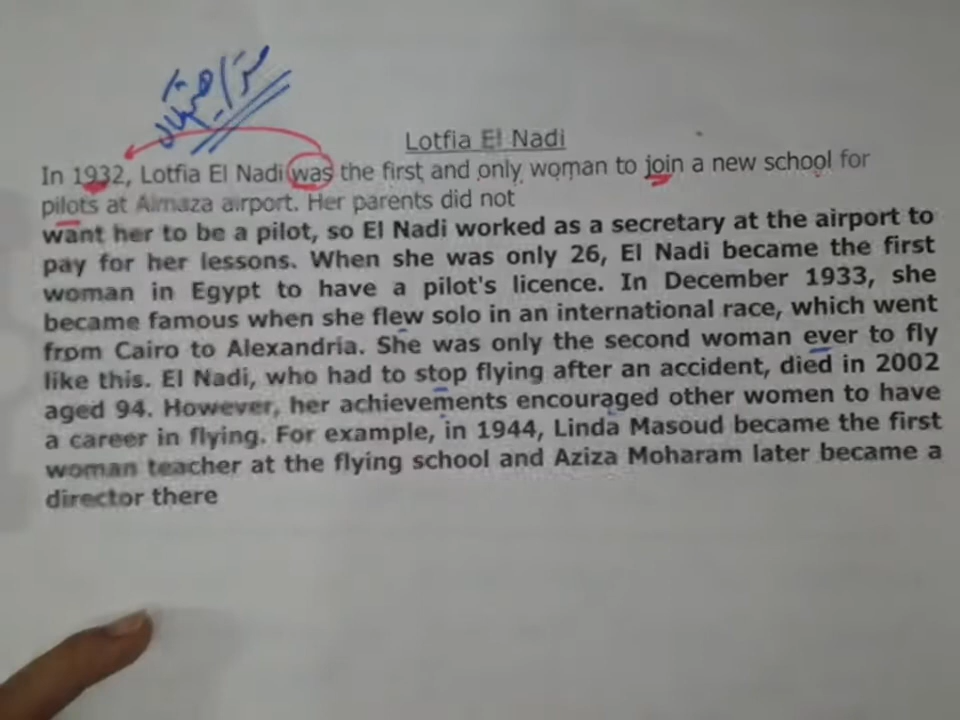 Lotfia El Nadi
In 1932, Lotfia El Nadi was the first and only woman to join a new school for
pilots at Almaza airport. Her parents did not
want her to be a pilot, so El Nadi worked as a secretary at the airport to
pay for her lessons. When she was only 26, El Nadi became the first
woman in Egypt to have a pilot's licence. In December 1933, she
became famous when she flew solo in an international race, which went
from Cairo to Alexandria. She was only the second woman ever to fly
like this. El Nadi, who had to stop flying after an accident, died in 2002
aged 94. However, her achievements encouraged other women to have
a career in flying. For example, in 1944, Linda Masoud became the first
woman teacher at the flying school and Aziza Moharam later became a
director there